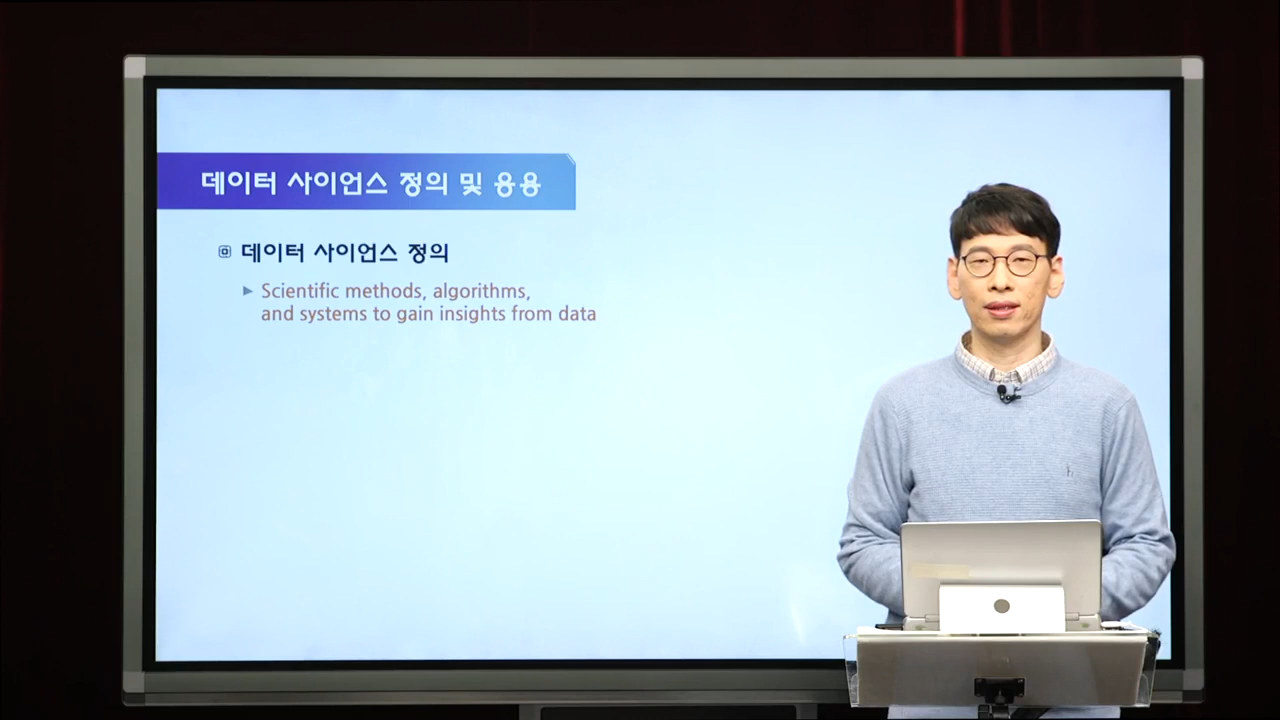 데이터 사이언스 정의 및 응용
데이터 사이언스 정의
Scientific methods, algorithms,
and systems to gain insights from data